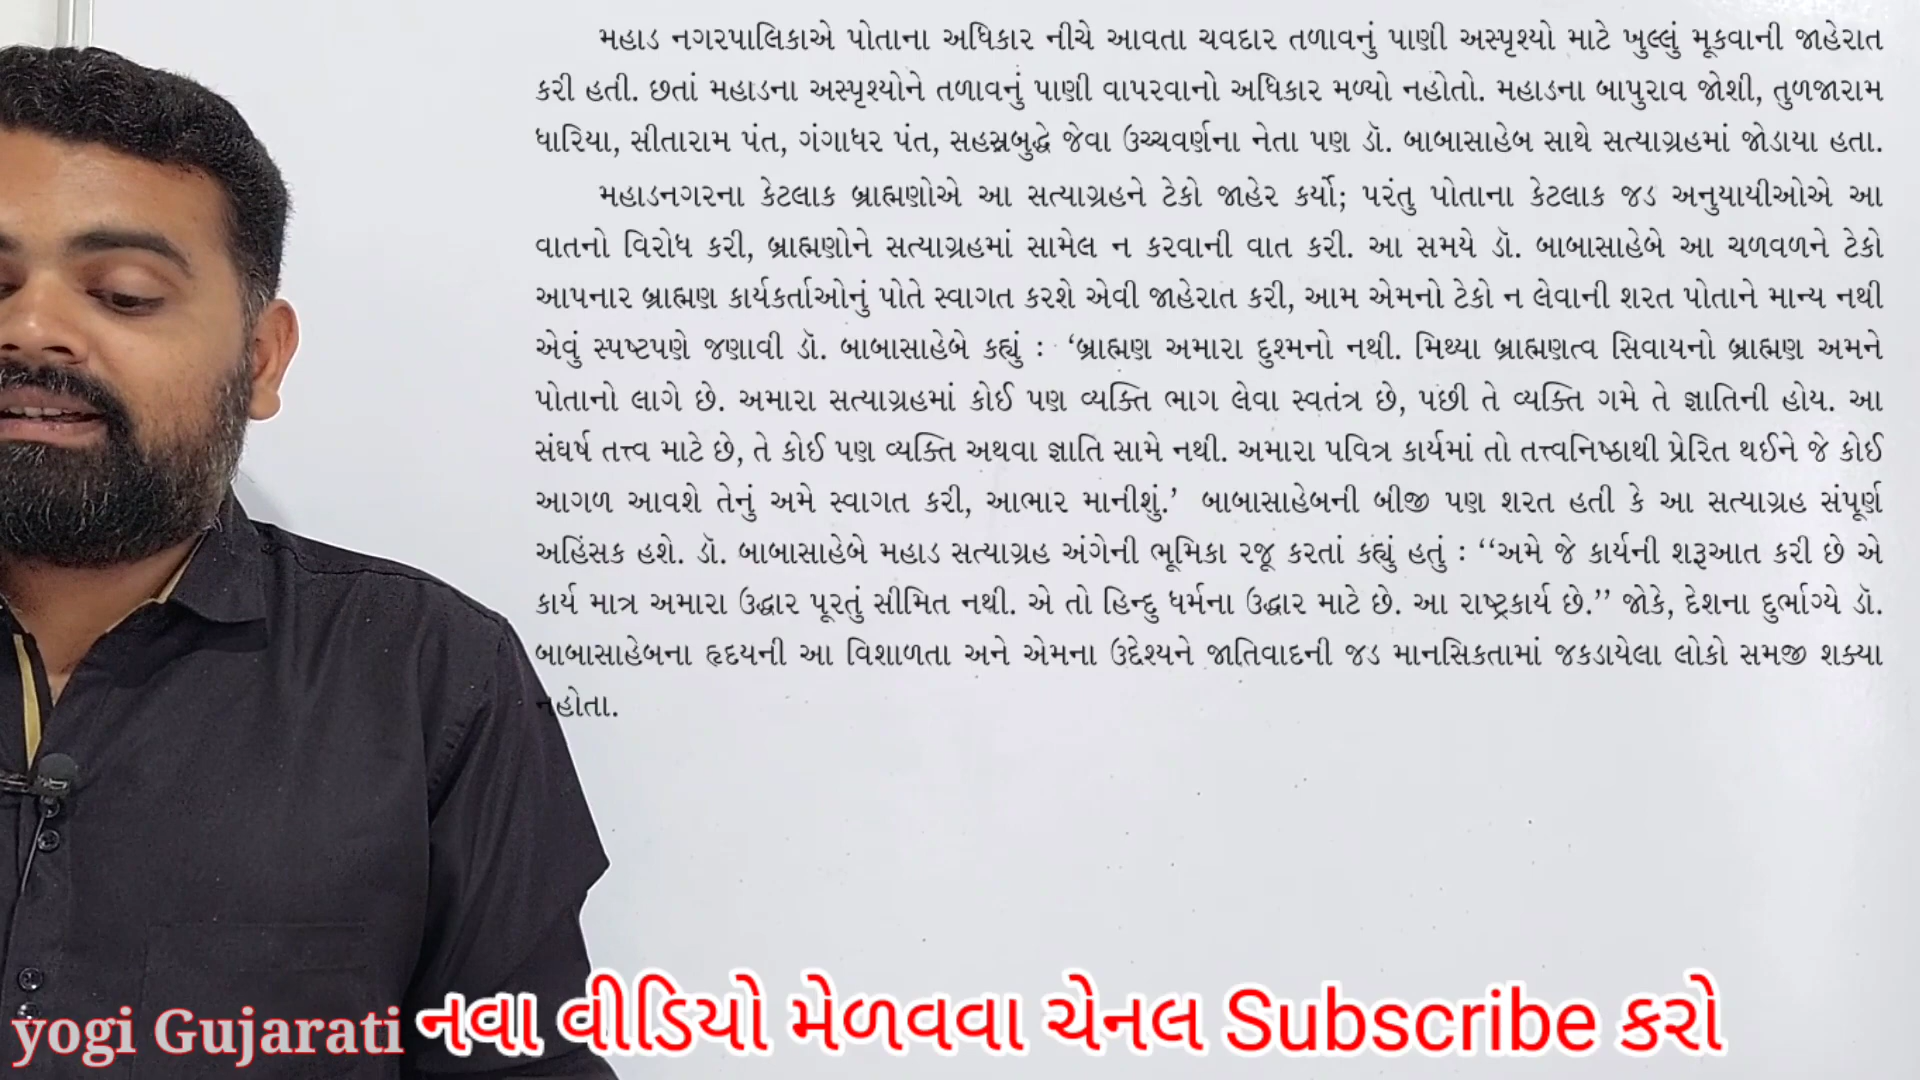 મહાડ નગરપાલિકાએ પોતાના અધિકાર નીચે આવતા ચવદાર તળાવનું પાણી અસ્પૃશ્યો માટે ખુલ્લું મૂકવાની જાહેરાત
કરી હતી. છતાં મહાડના અસ્પૃશ્યોને તળાવનું પાણી વાપરવાનો અધિકાર મળ્યો નહોતો. મહાડના બાપુરાવ જોશી, તુળજારામ
ધારિયા, સીતારામ પંત, ગંગાધર પંત, સહસ્રબુદ્ધે જેવા ઉચ્ચવર્ણના નેતા પણ ડૉ. બાબાસાહેબ સાથે સત્યાગ્રહમાં જોડાયા હતા.
મહાડનગરના કેટલાક બ્રાહ્મણોએ આ સત્યાગ્રહને ટેકો જાહેર કર્યો; પરંતુ પોતાના કેટલાક જડ અનુયાયીઓએ આ
વાતનો વિરોધ કરી, બ્રાહ્મણોને સત્યાગ્રહમાં સામેલ ન કરવાની વાત કરી. આ સમયે ડૉ. બાબાસાહેબે આ ચળવળને ટેકો
આપનાર બ્રાહ્મણ કાર્યકર્તાઓનું પોતે સ્વાગત કરશે એવી જાહેરાત કરી, આમ એમનો ટેકો ન લેવાની શરત પોતાને માન્ય નથી
એવું સ્પષ્ટપણે જણાવી ડૉ. બાબાસાહેબે કહ્યું : ‘બ્રાહ્મણ અમારા દુશ્મનો નથી. મિથ્યા બ્રાહ્મણત્વ સિવાયનો બ્રાહ્મણ અમને
પોતાનો લાગે છે. અમારા સત્યાગ્રહમાં કોઈ પણ વ્યક્તિ ભાગ લેવા સ્વતંત્ર છે, પછી તે વ્યક્તિ ગમે તે જ્ઞાતિની હોય. આ
સંઘર્ષ તત્ત્વ માટે છે, તે કોઈ પણ વ્યક્તિ અથવા જ્ઞાતિ સામે નથી. અમારા પવિત્ર કાર્યમાં તો તત્ત્વનિષ્ઠાથી પ્રેરિત થઈને જે કોઈ
આગળ આવશે તેનું અમે સ્વાગત કરી, આભાર માનીશું.’ બાબાસાહેબની બીજી પણ શરત હતી કે આ સત્યાગ્રહ સંપૂર્ણ
અહિંસક હશે. ડૉ. બાબાસાહેબે મહાડ સત્યાગ્રહ અંગેની ભૂમિકા રજૂ કરતાં કહ્યું હતું : ‘‘અમે જે કાર્યની શરૂઆત કરી છે એ
કાર્ય માત્ર અમારા ઉદ્ધાર પૂરતું સીમિત નથી. એ તો હિન્દુ ધર્મના ઉદ્ધાર માટે છે. આ રાષ્ટ્રકાર્ય છે.’’ જોકે, દેશના દુર્ભાગ્યે ડૉ.
બાબાસાહેબના હૃદયની આ વિશાળતા અને એમના ઉદ્દેશ્યને જાતિવાદની જડ માનસિકતામાં જકડાયેલા લોકો સમજી શક્યા
નહોતા.
yogi Gujarati નવા વીડિયો મેળવવા ચેનલ Subscribe કરો